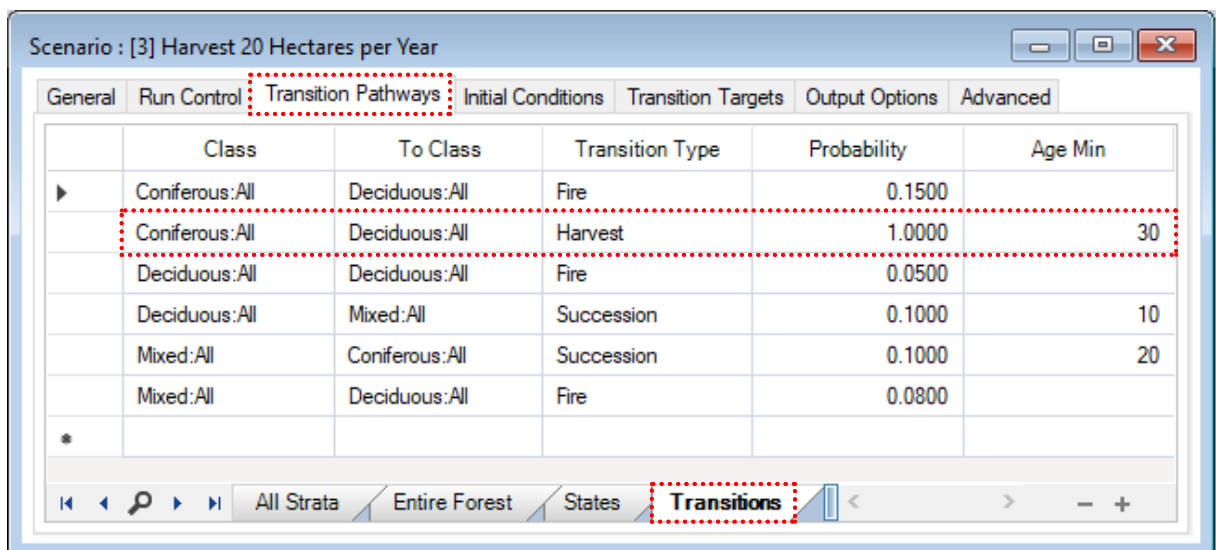 Scenario : [3] Harvest 20 Hectares per Year
General Run Control Transition Pathways Initial Conditions Transition Targets Output Options Advanced
Class To Class Transition Type Probability Age Min
Coniferous:All Deciduous:All Fire 0.1500
Coniferous:All Deciduous:All Harvest 1.0000 30
Deciduous:All Deciduous:All Fire 0.0500
Deciduous:All Mixed:All Succession 0.1000 10
Mixed:All Coniferous:All Succession 0.1000 20
Mixed:All Deciduous:All Fire 0.0800
All Strata Entire Forest States Transitions